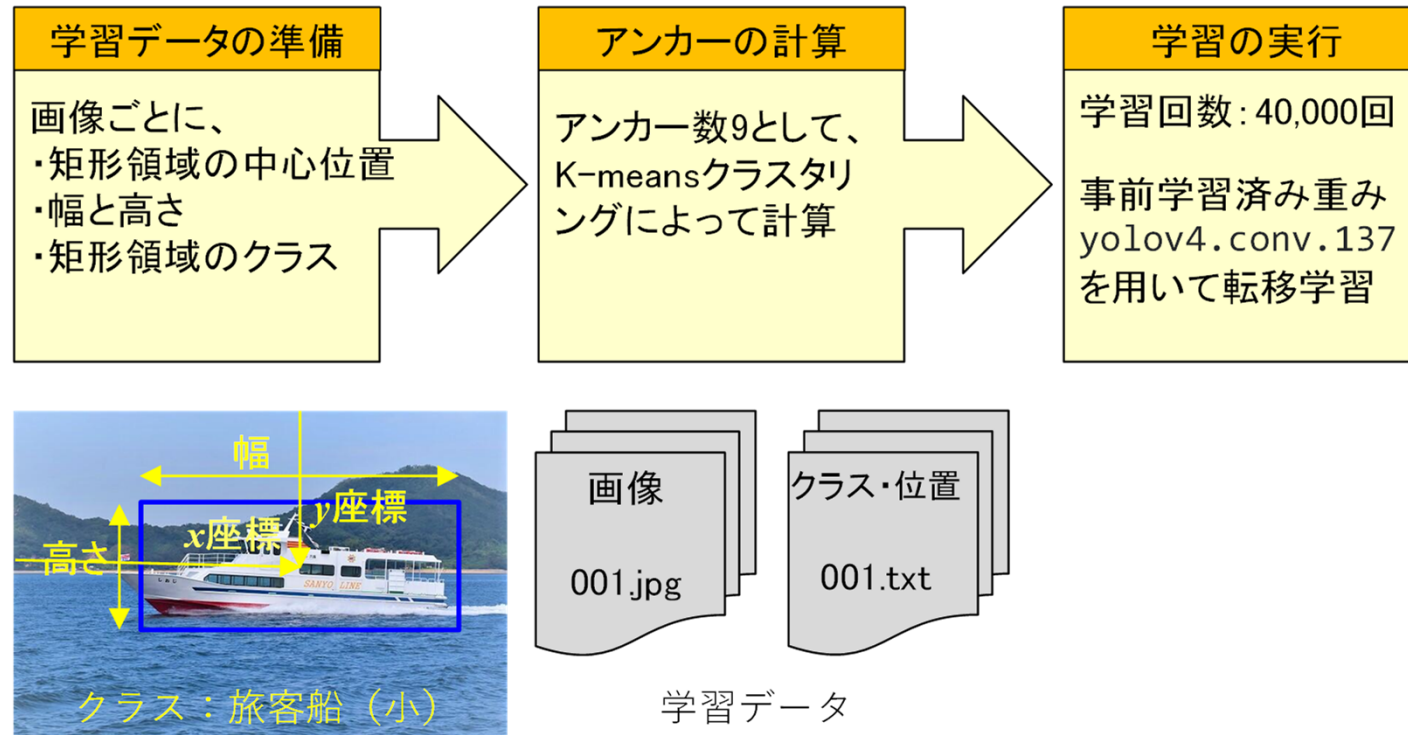 学習データの準備
画像ごとに、
・矩形領域の中心位置
・幅と高さ
・矩形領域のクラス
アンカーの計算
アンカー数9として、
K-meansクラスタリ
ングによって計算
学習の実行
学習回数：40,000回
事前学習済み重み
yolov4.conv.137
を用いて転移学習
幅
y座標
x座標
高さ
SANYO LINE
クラス：旅客船（小）
画像
001.jpg
クラス・位置
001.txt
学習データ